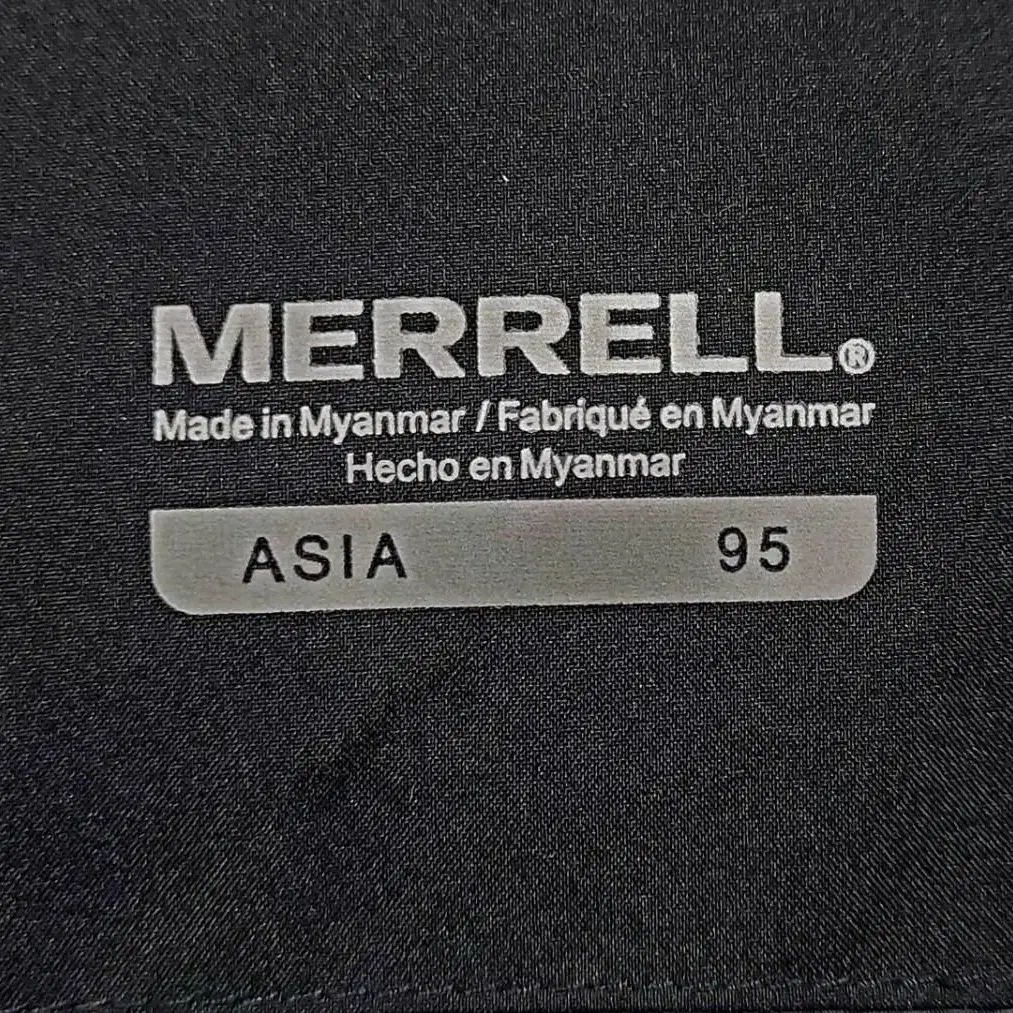 MERRELL®
Made in Myanmar / Fabriqué en Myanmar
Hecho en Myanmar
ASIA 95